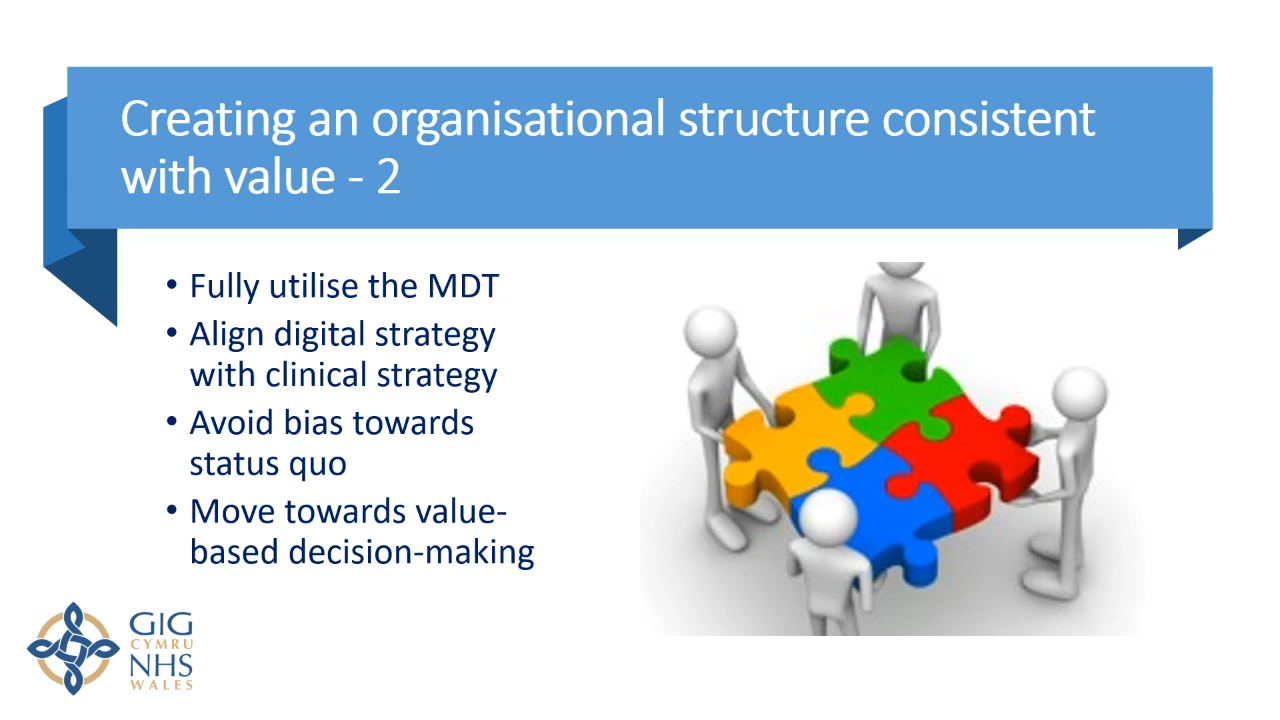 Creating an organisational structure consistent
with value - 2
• Fully utilise the MDT
• Align digital strategy
with clinical strategy
• Avoid bias towards
status quo
• Move towards value-
based decision-making
GIG
CYMRU
NHS
WALES